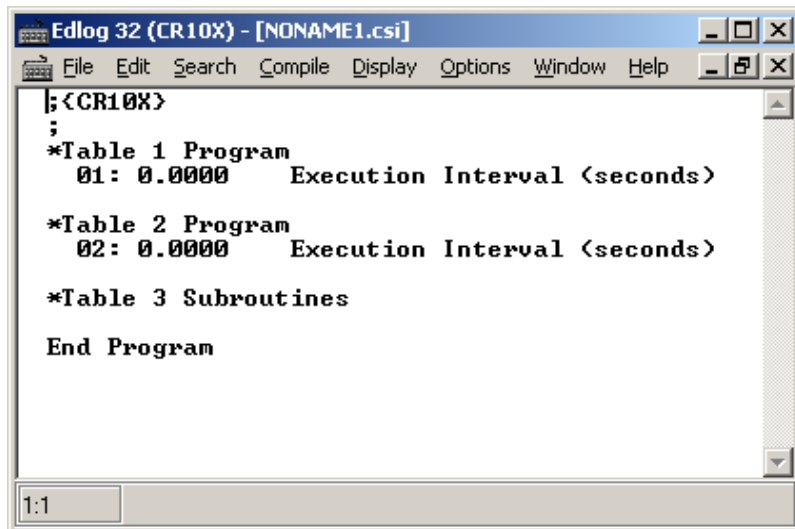 Edlog 32 (CR10X) - [NONAME1.csi]
File Edit Search Compile Display Options Window Help
;{CR10X}
;
*Table 1 Program
01: 0.0000 Execution Interval (seconds)
*Table 2 Program
02: 0.0000 Execution Interval (seconds)
*Table 3 Subroutines
End Program
1:1